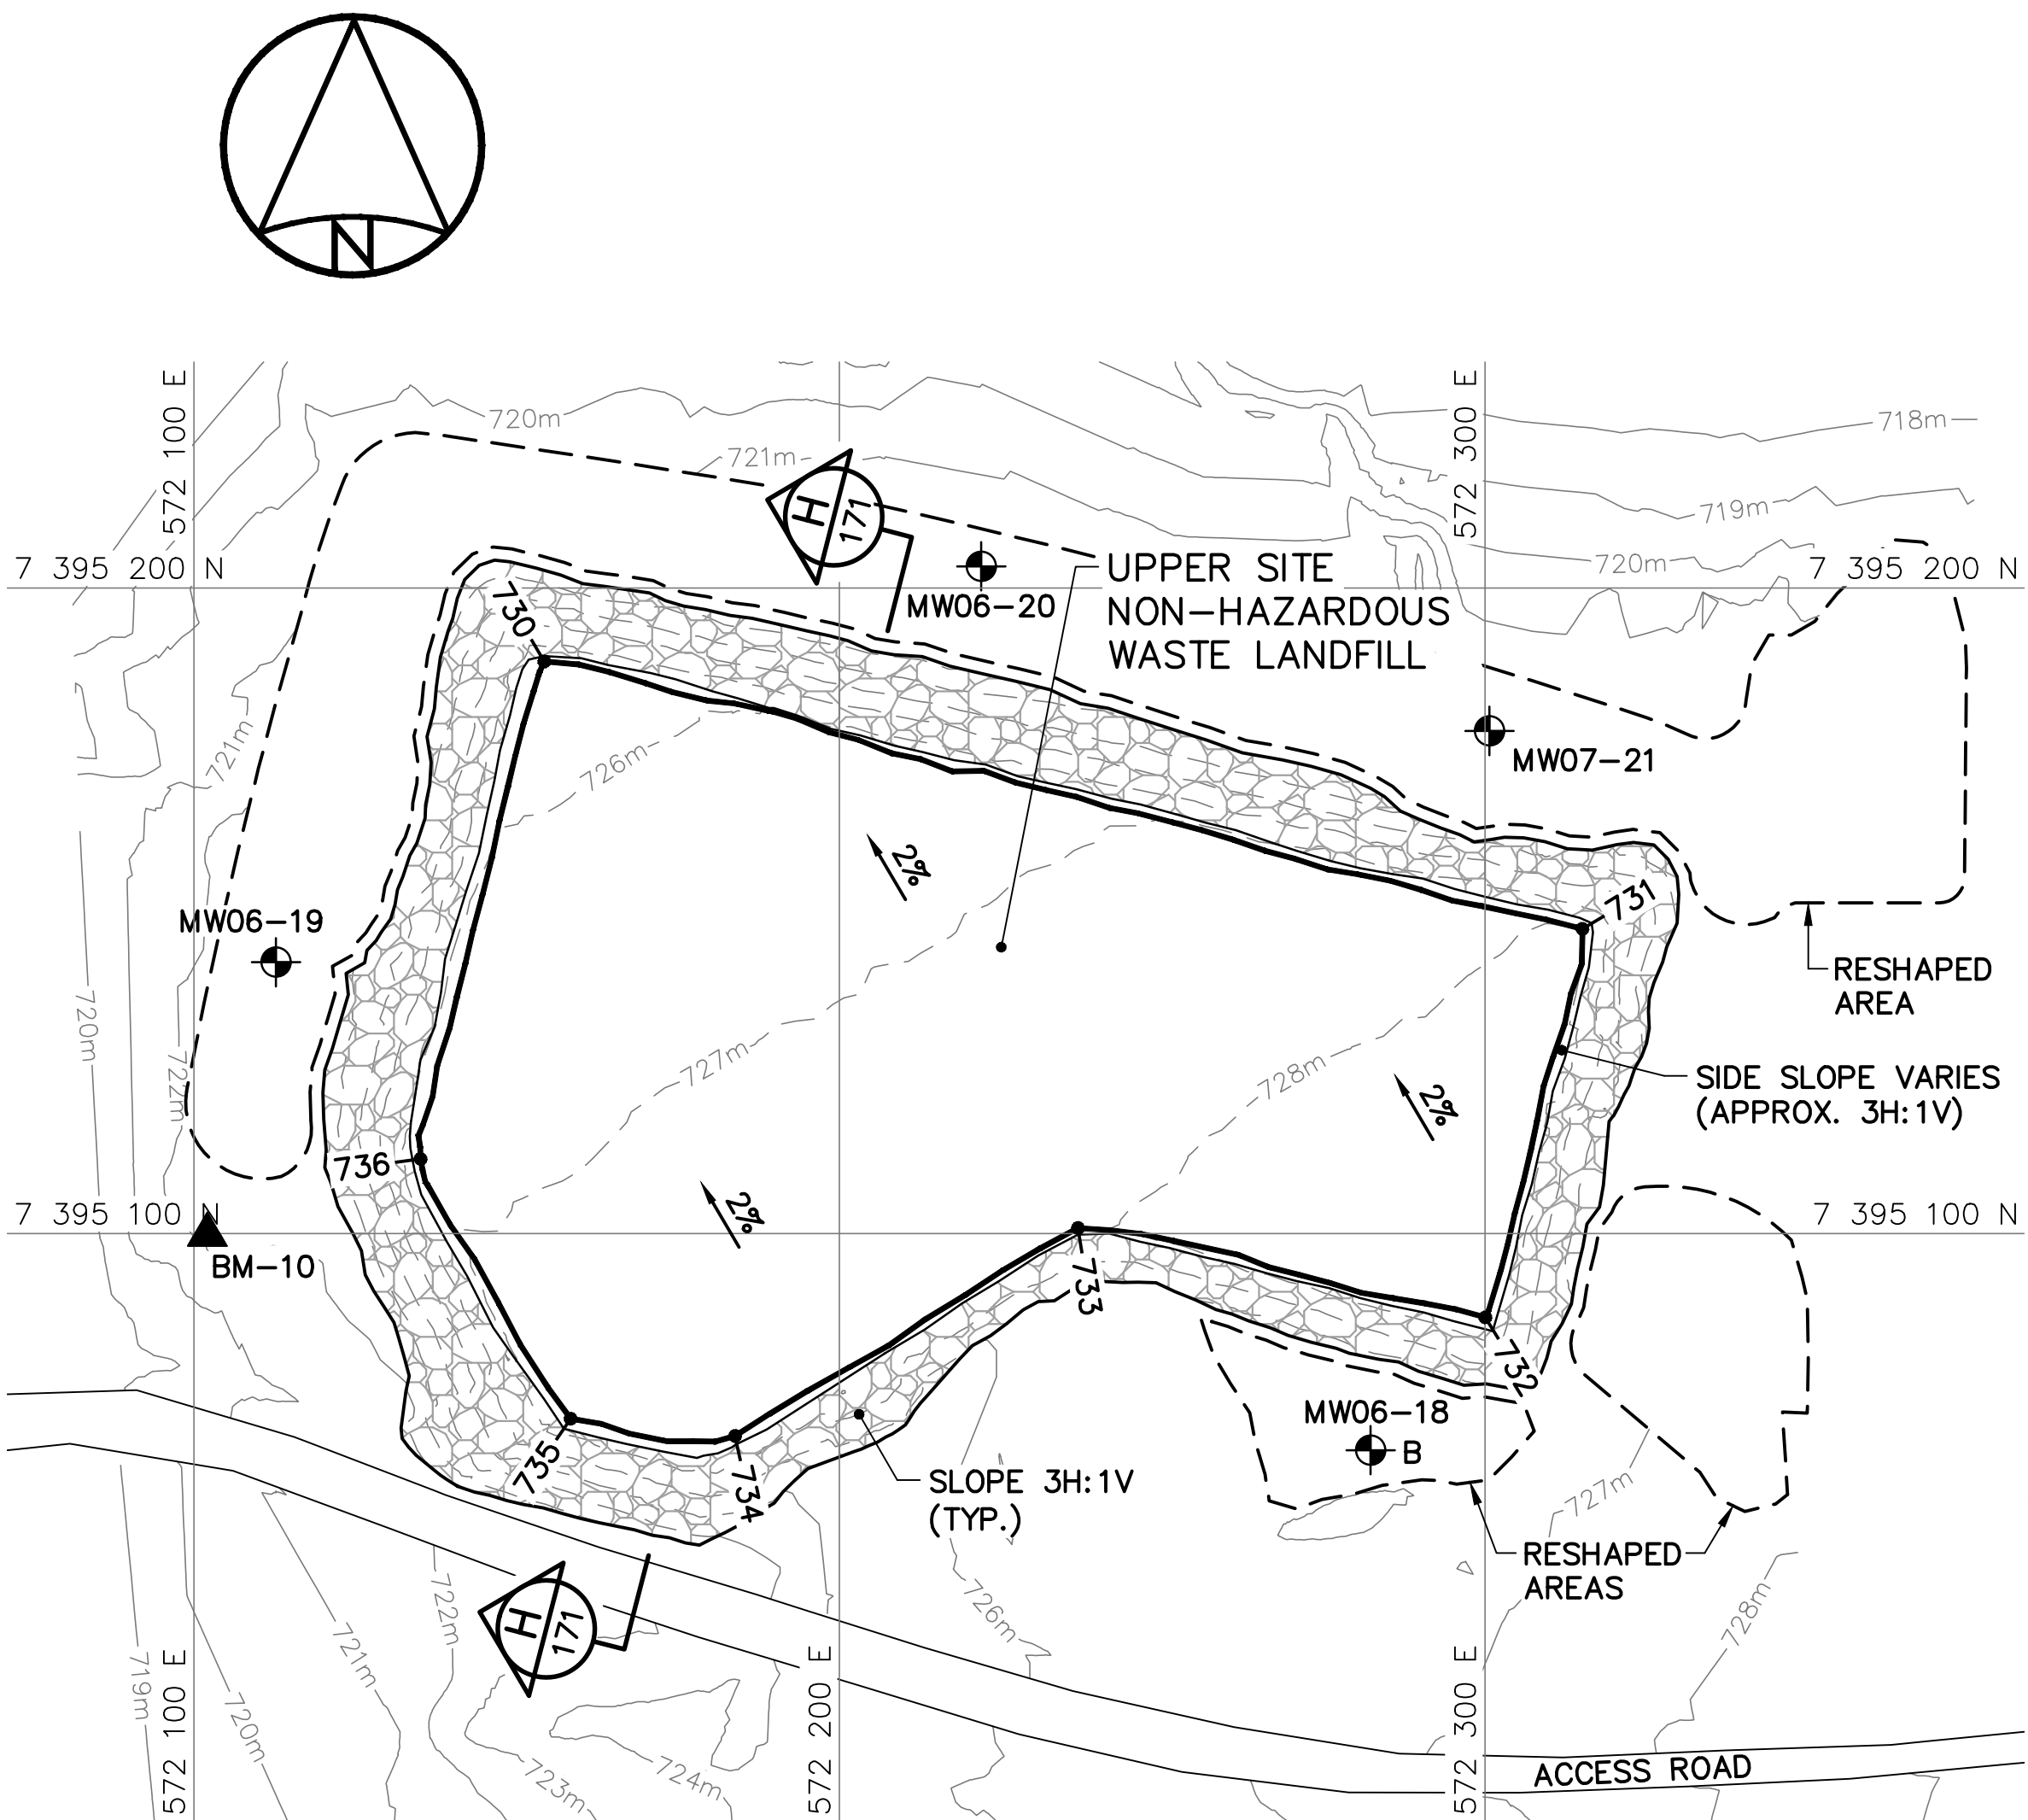 N
572 100 E
572 300 E
720m
721m
718m
719m
720m
H
171
7 395 200 N
7 395 200 N
UPPER SITE
NON-HAZARDOUS
WASTE LANDFILL
MW06-20
730
721m
726m
MW07-21
2%
731
MW06-19
RESHAPED
AREA
720m
722m
727m
728m
2%
SIDE SLOPE VARIES
(APPROX. 3H:1V)
736
2%
7 395 100 N
7 395 100 N
BM-10
733
732
MW06-18
B
735
734
SLOPE 3H:1V
(TYP.)
727m
RESHAPED
AREAS
H
171
722m
726m
728m
721m
719m
720m
723m
724m
572 100 E
572 200 E
572 300 E
ACCESS ROAD